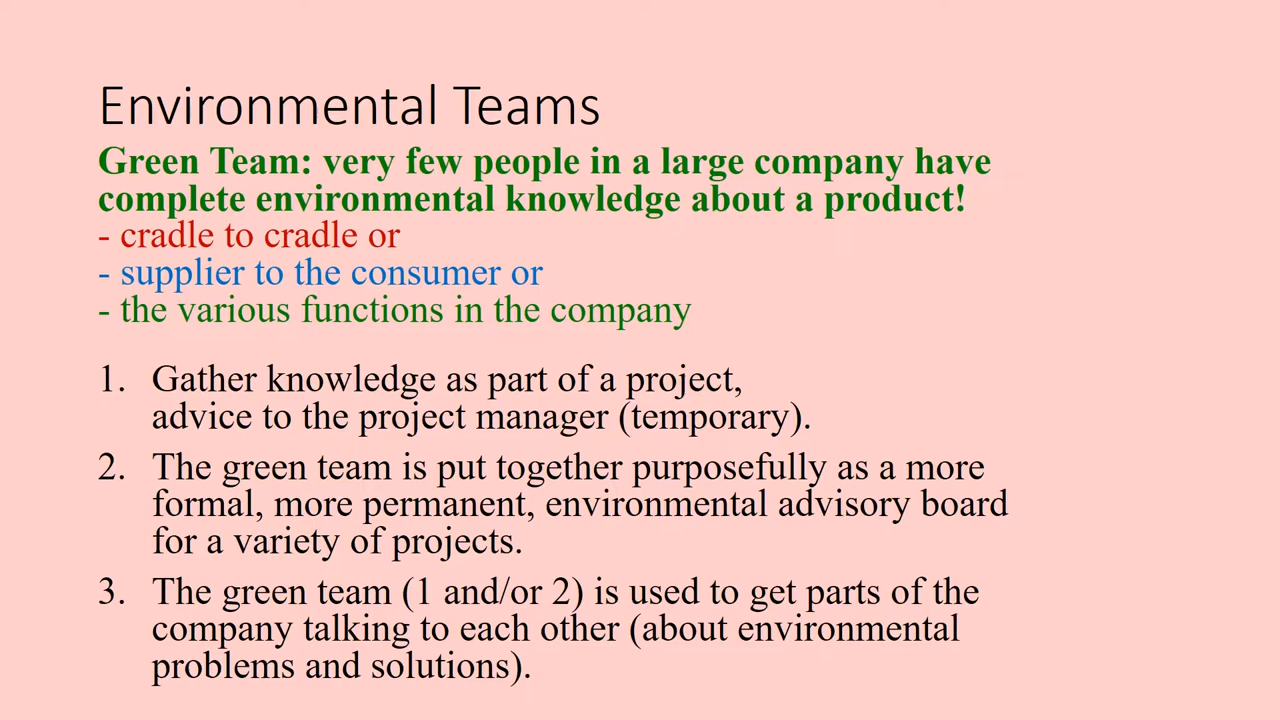 Environmental Teams
Green Team: very few people in a large company have
complete environmental knowledge about a product!
- cradle to cradle or
- supplier to the consumer or
- the various functions in the company
1. Gather knowledge as part of a project,
advice to the project manager (temporary).
2. The green team is put together purposefully as a more
formal, more permanent, environmental advisory board
for a variety of projects.
3. The green team (1 and/or 2) is used to get parts of the
company talking to each other (about environmental
problems and solutions).